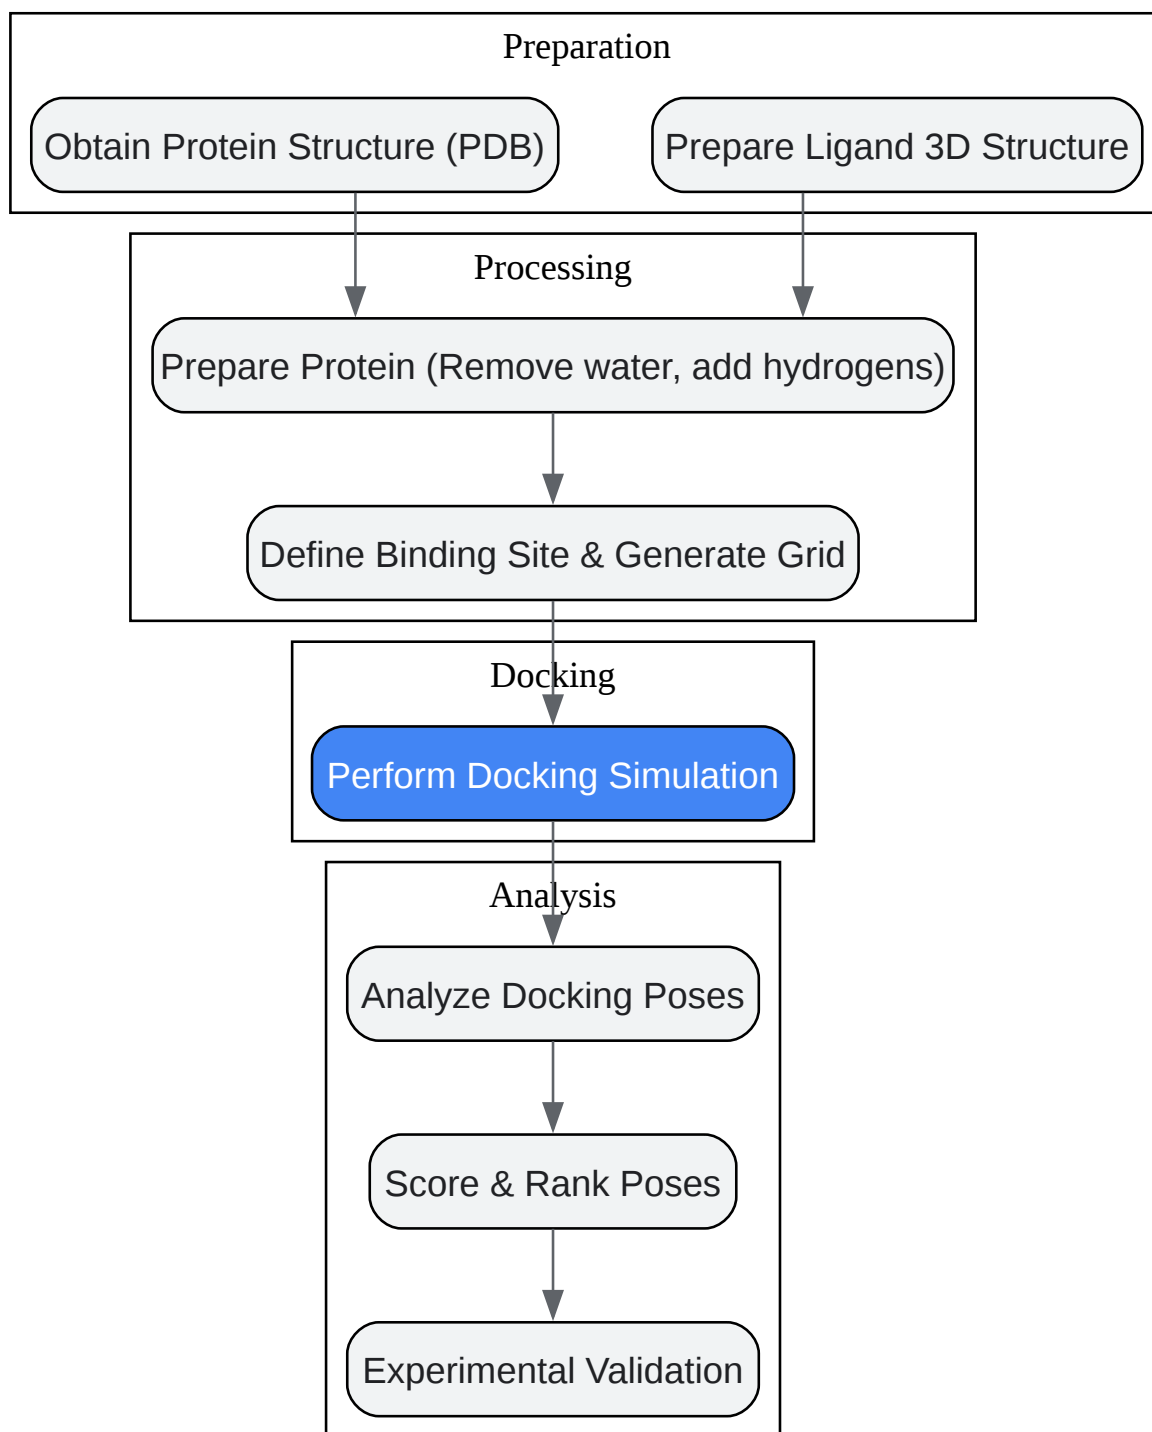 Preparation
Obtain Protein Structure (PDB)
Prepare Ligand 3D Structure
Processing
Prepare Protein (Remove water, add hydrogens)
Define Binding Site & Generate Grid
Docking
Perform Docking Simulation
Analysis
Analyze Docking Poses
Score & Rank Poses
Experimental Validation